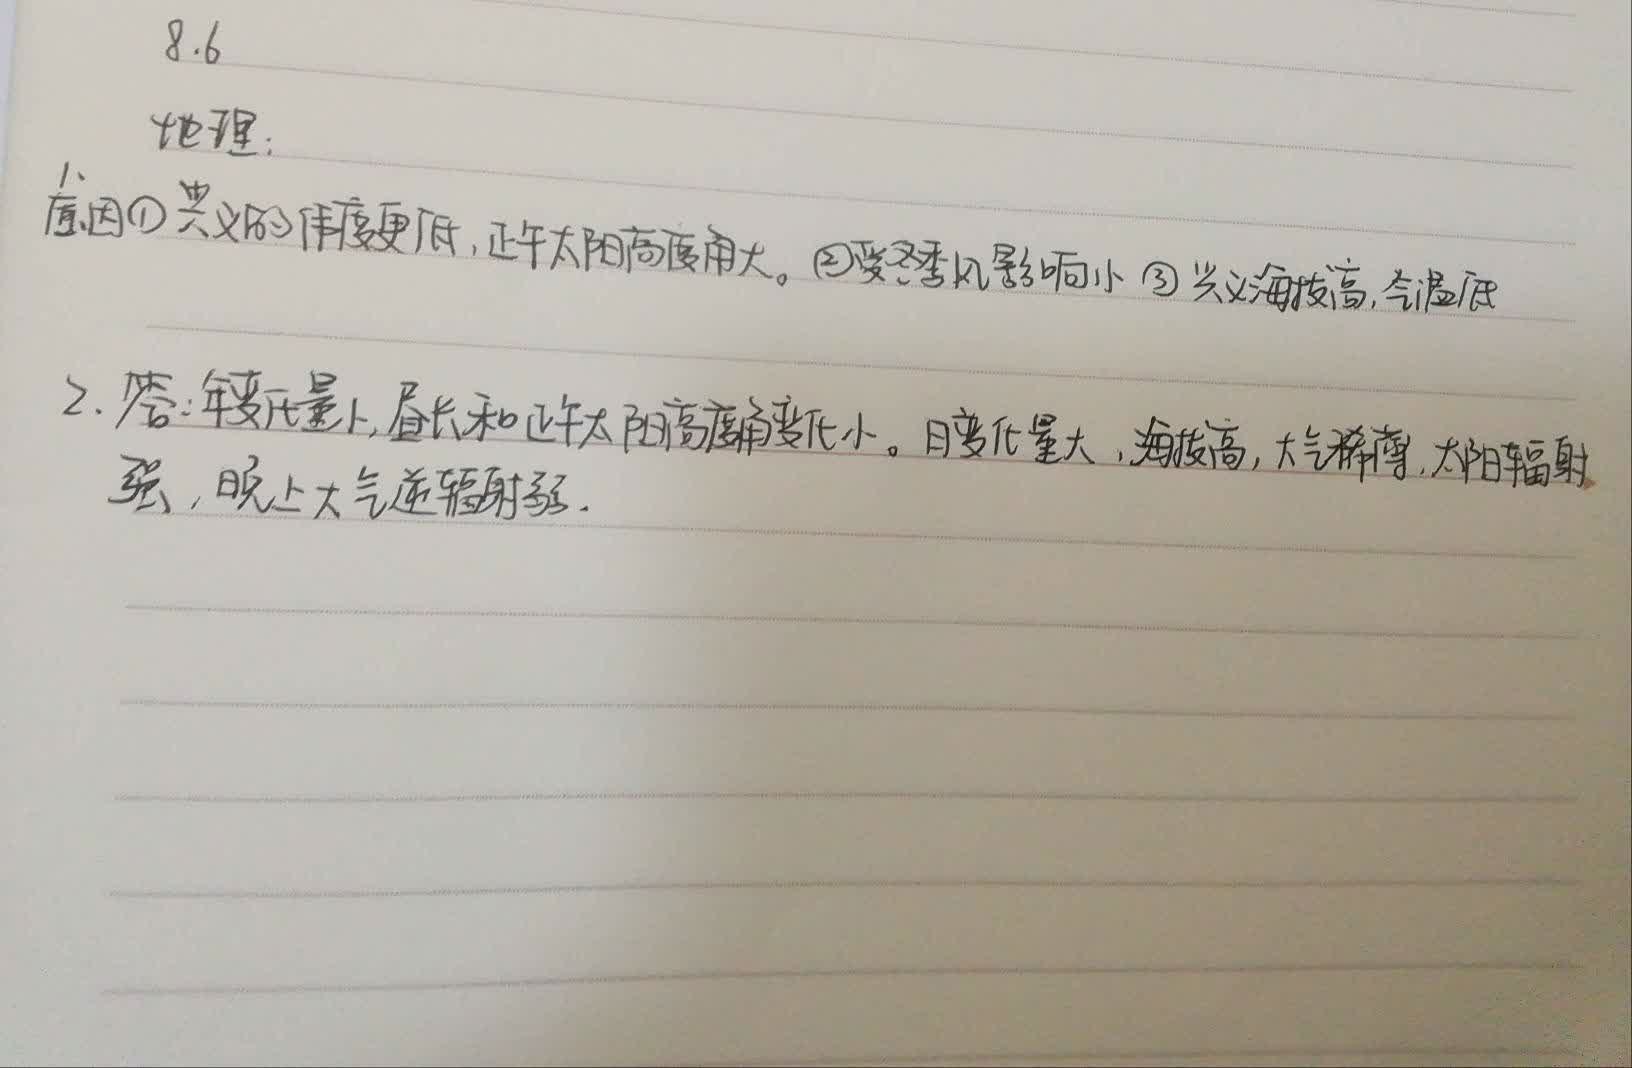 8.6
地理:
1、
原因①兴义的纬度更低,正午太阳高度角大。②受冬季风影响小 ③兴义海拔高,气温低
2. 答:年变化量小,昼长和正午太阳高度角变化小。日变化量大,海拔高,大气稀薄,太阳辐射
强,晚上大气逆辐射弱.